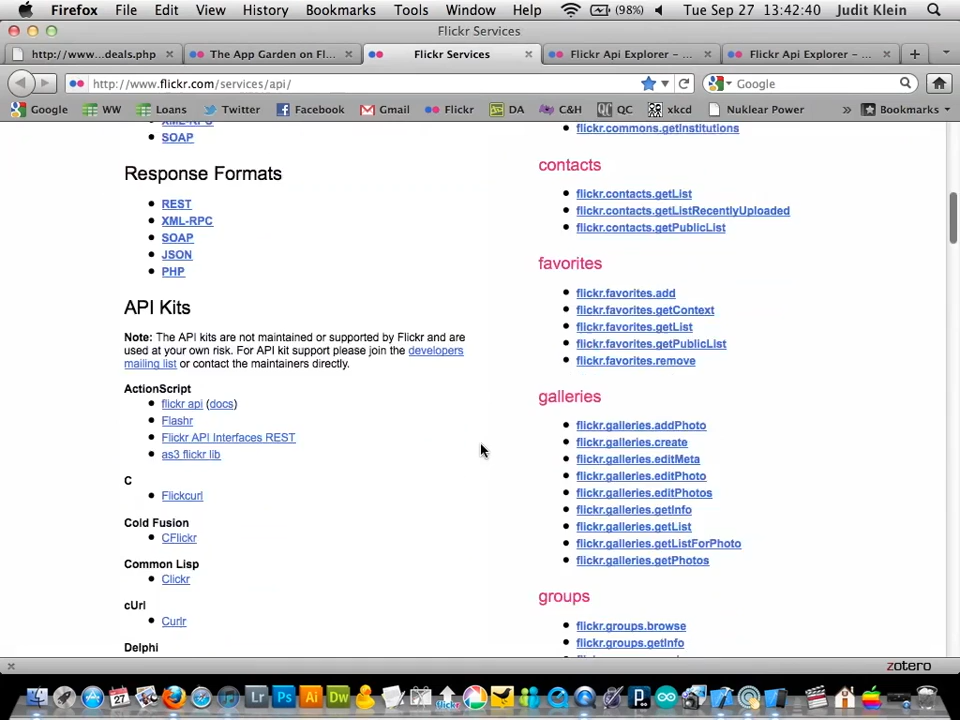 Firefox File Edit View History Bookmarks Tools Window Help (98%) Tue Sep 27 13:42:40 Judit Klein
Flickr Services
http://www...deals.php The App Garden on Fl... Flickr Services Flickr Api Explorer - ... Flickr Api Explorer - ...
http://www.flickr.com/services/api/ Google
Google WW Loans Twitter Facebook Gmail Flickr DA C&H QC xkcd Nuklear Power » Bookmarks
XML-RPC
SOAP
Response Formats
REST
XML-RPC
SOAP
JSON
PHP
API Kits
Note: The API kits are not maintained or supported by Flickr and are
used at your own risk. For API kit support please join the developers
mailing list or contact the maintainers directly.
ActionScript
flickr api (docs)
Flashr
Flickr API Interfaces REST
as3 flickr lib
C
Flickcurl
Cold Fusion
CFlickr
Common Lisp
Clickr
cUrl
Curlr
Delphi
flickr.commons.getInstitutions
contacts
flickr.contacts.getList
flickr.contacts.getListRecentlyUploaded
flickr.contacts.getPublicList
favorites
flickr.favorites.add
flickr.favorites.getContext
flickr.favorites.getList
flickr.favorites.getPublicList
flickr.favorites.remove
galleries
flickr.galleries.addPhoto
flickr.galleries.create
flickr.galleries.editMeta
flickr.galleries.editPhoto
flickr.galleries.editPhotos
flickr.galleries.getInfo
flickr.galleries.getList
flickr.galleries.getListForPhoto
flickr.galleries.getPhotos
groups
flickr.groups.browse
flickr.groups.getInfo
zotero
27 Lr Ps Ai Dw flickr